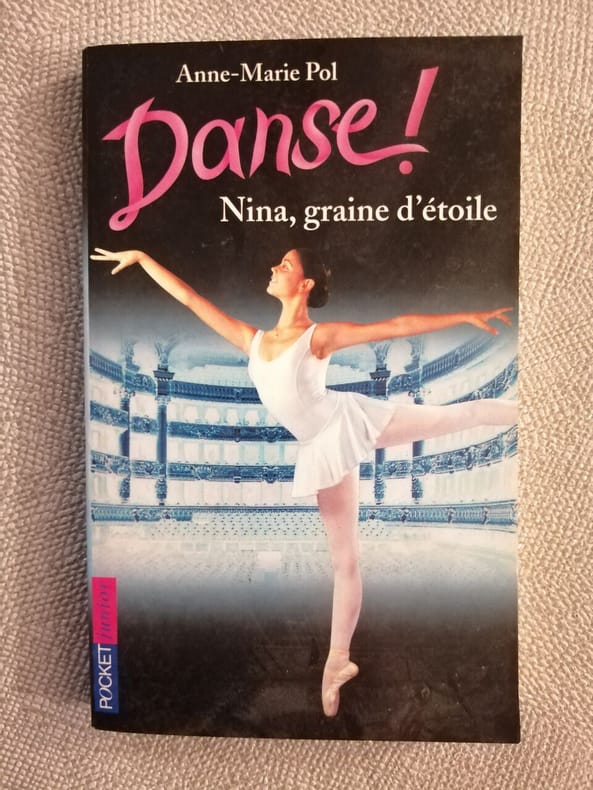 Anne-Marie Pol
Danse!
Nina, graine d'étoile
POCKET junior